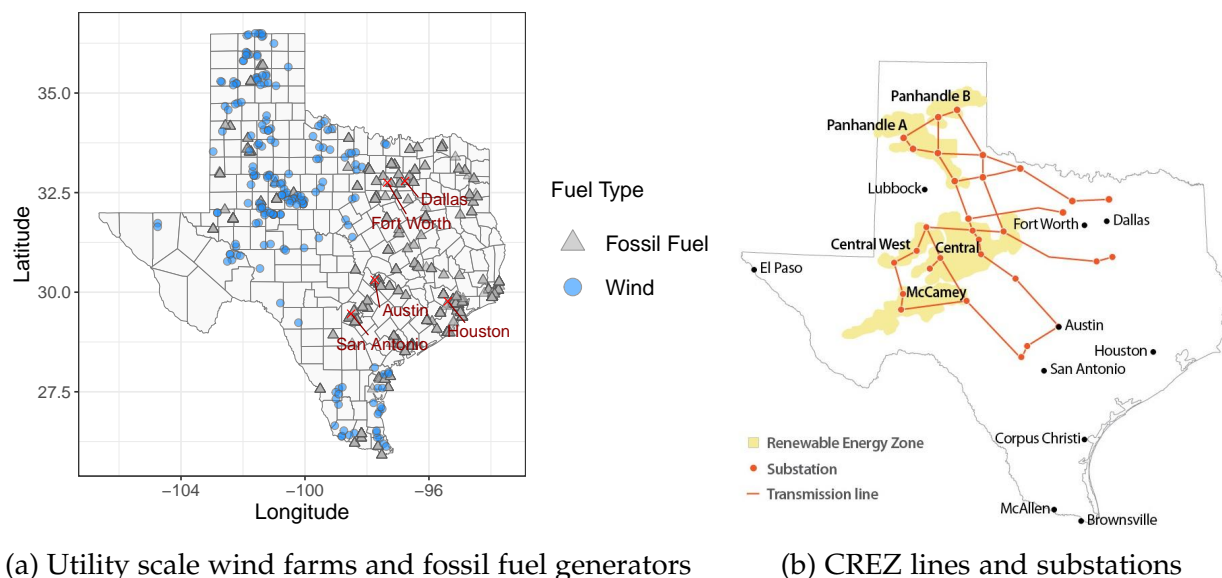 35.0
32.5
30.0
27.5
Latitude
−104
−100
−96
Longitude
Dallas
Fort Worth
Austin
San Antonio
Houston
Fuel Type
Fossil Fuel
Wind
(a) Utility scale wind farms and fossil fuel generators
Panhandle B
Panhandle A
Lubbock
Fort Worth
Dallas
Central West
Central
El Paso
McCamey
Austin
Houston
San Antonio
Corpus Christi
McAllen
Brownsville
Renewable Energy Zone
Substation
Transmission line
(b) CREZ lines and substations